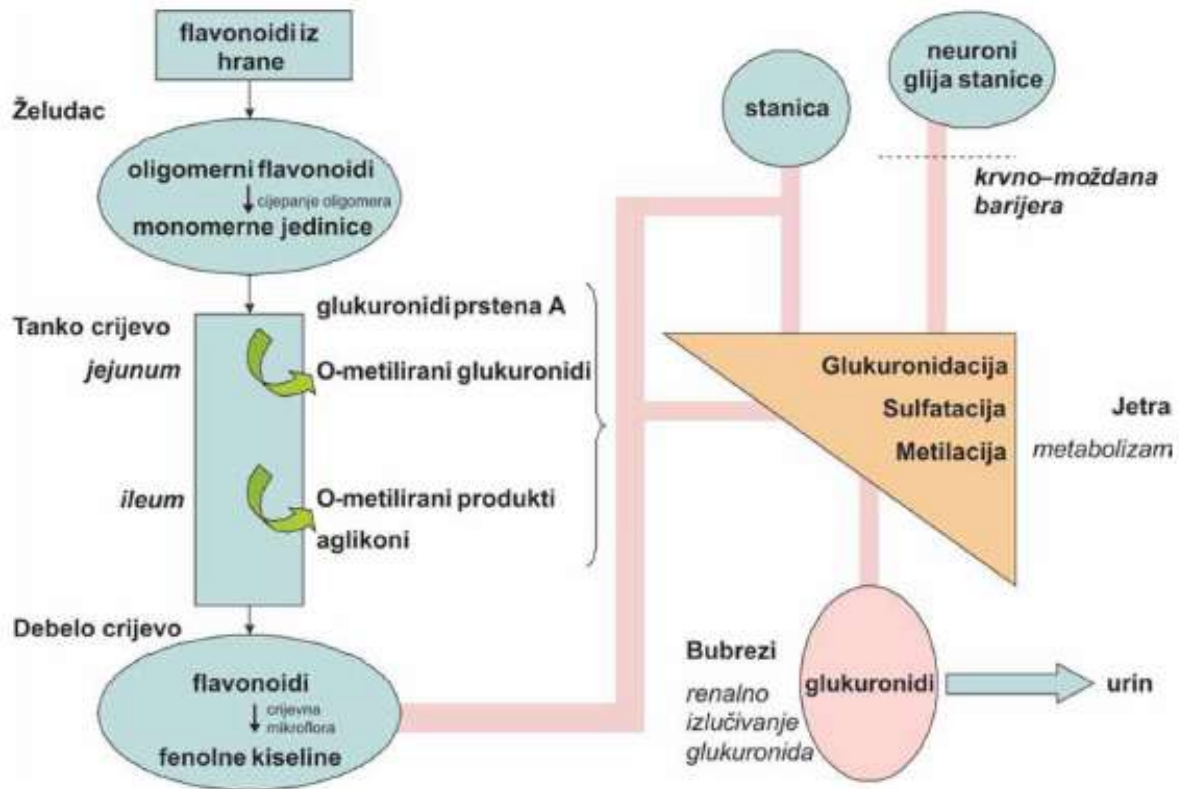 flavonoidi iz
hrane
Želudac
oligomerni flavonoidi
cijepanje oligomera
monomerne jedinice
Tanko crijevo
jejunum
glukuronidi prstena A
O-metilirani glukuronidi
ileum
O-metilirani produkti
aglikoni
Debelo crijevo
flavonoidi
crijevna
mikroflora
fenolne kiseline
stanica
neuroni
glija stanice
krvno–moždana
barijera
Glukuronidacija
Sulfatacija
Metilacija
Jetra
metabolizam
Bubrezi
renalno
izlučivanje
glukuronida
glukuronidi
urin